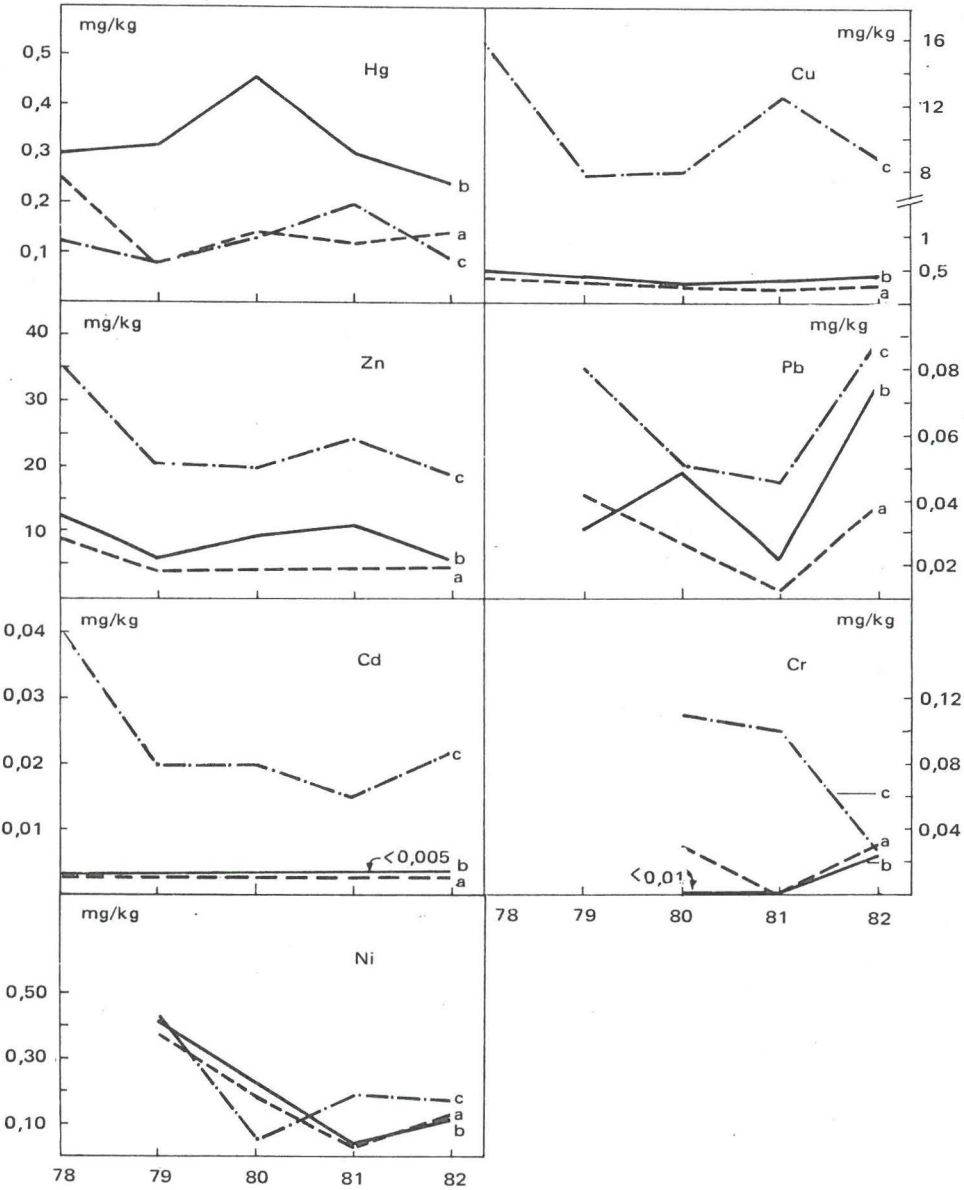 mg/kg
Hg
0,5
0,4
0,3
0,2
0,1
b
a
c
mg/kg
Cu
16
12
8
1
0,5
c
b
a
mg/kg
Zn
40
30
20
10
c
b
a
mg/kg
Pb
0,08
0,06
0,04
0,02
c
b
a
mg/kg
Cd
0,04
0,03
0,02
0,01
c
<0,005
b
a
mg/kg
Cr
0,12
0,08
0,04
c
a
b
<0,01
78 79 80 81 82
mg/kg
Ni
0,50
0,30
0,10
c
a
b
78 79 80 81 82